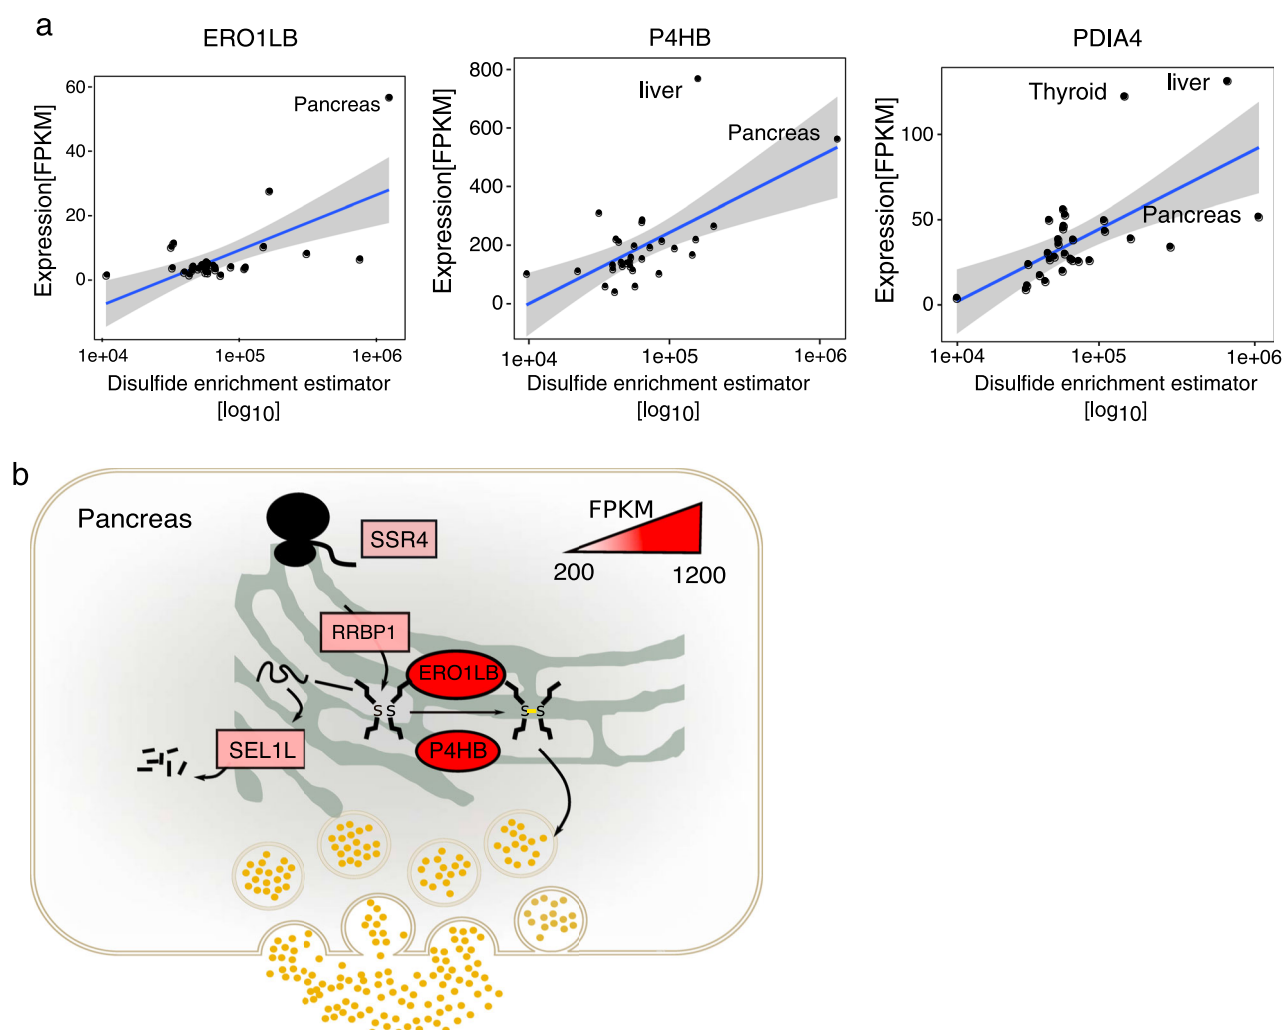 a
ERO1LB
P4HB
PDIA4
Expression[FPKM]
60
40
20
0
Pancreas
1e+04
1e+05
1e+06
Disulfide enrichment estimator
[log10]
Expression[FPKM]
800
600
400
200
0
liver
Pancreas
1e+04
1e+05
1e+06
Disulfide enrichment estimator
[log10]
Expression[FPKM]
100
50
0
Thyroid
liver
Pancreas
1e+04
1e+05
1e+06
Disulfide enrichment estimator
[log10]
b
Pancreas
SSR4
FPKM
200
1200
RRBP1
ERO1LB
S S
S S
SEL1L
P4HB